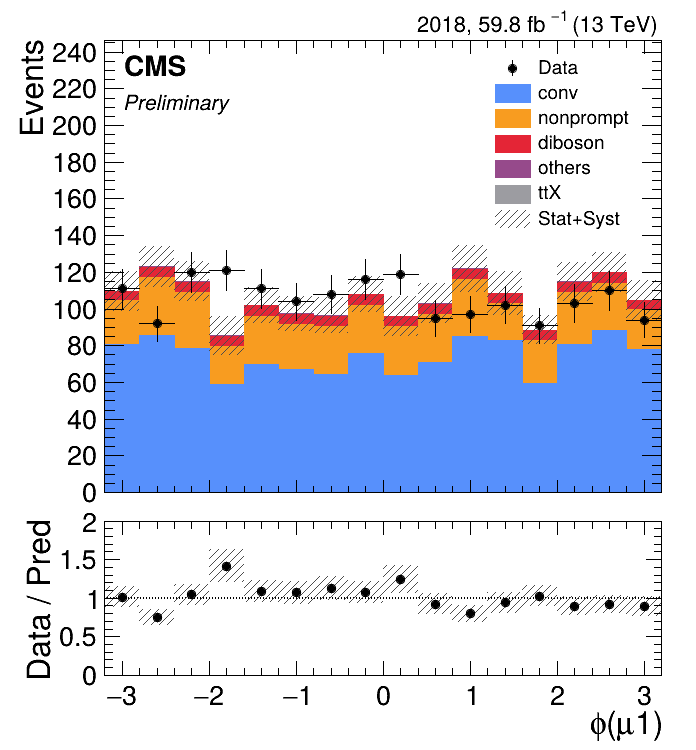 2018, 59.8 fb⁻¹ (13 TeV)
Events
240
220
200
180
160
140
120
100
80
60
40
20
0
CMS
Preliminary
Data
conv
nonprompt
diboson
others
ttX
Stat+Syst
Data / Pred
2
1.5
1
0.5
0
−3 −2 −1 0 1 2 3
ϕ(μ1)